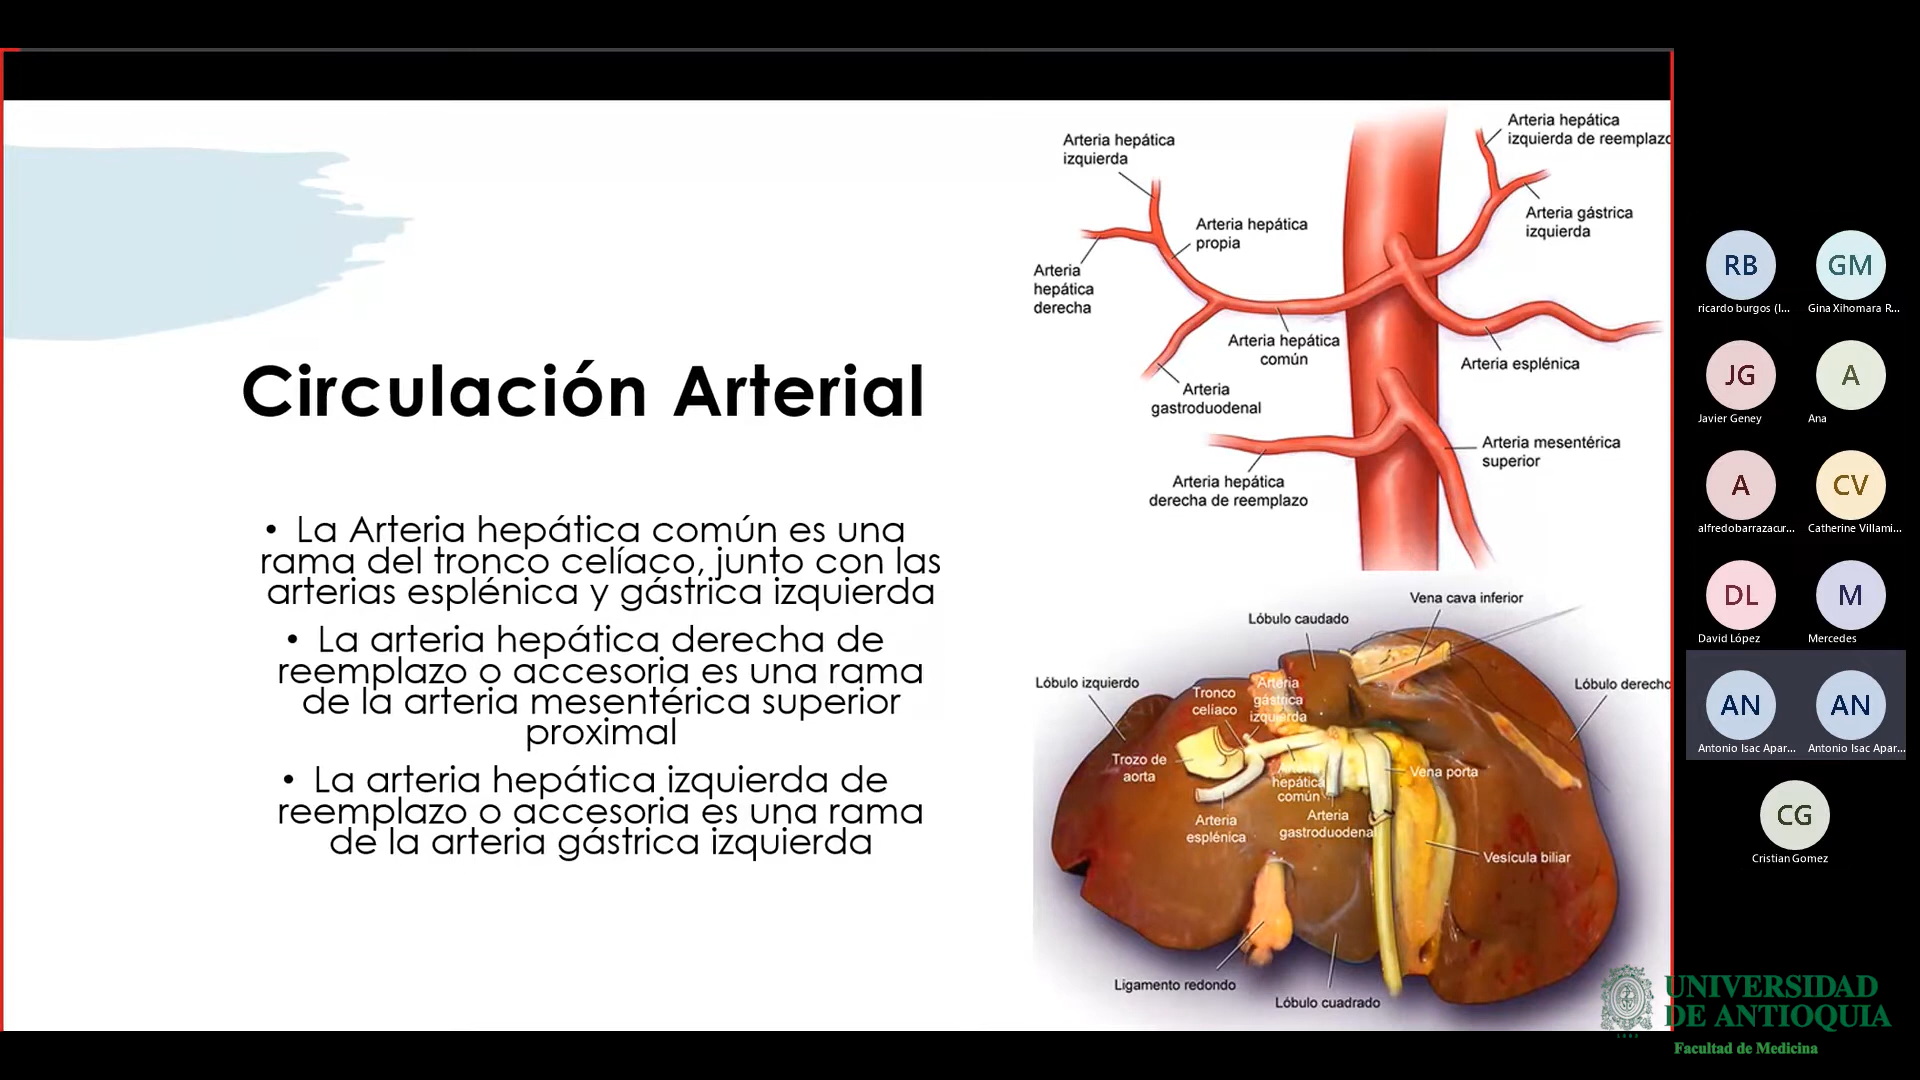 Circulación Arterial
• La Arteria hepática común es una
rama del tronco celíaco, junto con las
arterias esplénica y gástrica izquierda
• La arteria hepática derecha de
reemplazo o accesoria es una rama
de la arteria mesentérica superior
proximal
• La arteria hepática izquierda de
reemplazo o accesoria es una rama
de la arteria gástrica izquierda
Arteria hepática
izquierda
Arteria hepática
izquierda de reemplazo
Arteria hepática
propia
Arteria gástrica
izquierda
Arteria
hepática
derecha
Arteria hepática
común
Arteria esplénica
Arteria
gastroduodenal
Arteria mesentérica
superior
Arteria hepática
derecha de reemplazo
Vena cava inferior
Lóbulo caudado
Lóbulo izquierdo
Lóbulo derecho
Tronco
celíaco
Arteria
gástrica
izquierda
Trozo de
aorta
Arteria
hepática
común
Vena porta
Arteria
esplénica
Arteria
gastroduodenal
Vesícula biliar
Ligamento redondo
Lóbulo cuadrado
RB
ricardo burgos (I...
GM
Gina Xihomara R...
JG
Javier Geney
A
Ana
A
alfredobarrazacur...
CV
Catherine Villami...
DL
David López
M
Mercedes
AN
Antonio Isac Apar...
AN
Antonio Isac Apar...
CG
Cristian Gomez
UNIVERSIDAD
DE ANTIOQUIA
Facultad de Medicina